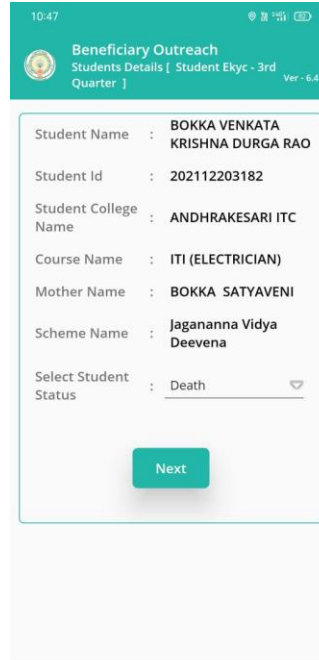 10:47
82
Beneficiary Outreach
Students Details [ Student Ekyc - 3rd
Quarter ]
Ver - 6.4
Student Name : BOKKA VENKATA
KRISHNA DURGA RAO
Student Id : 202112203182
Student College
Name : ANDHRAKESARI ITC
Course Name : ITI (ELECTRICIAN)
Mother Name : BOKKA SATYAVENI
Scheme Name : Jagananna Vidya
Deevena
Select Student
Status : Death
Next